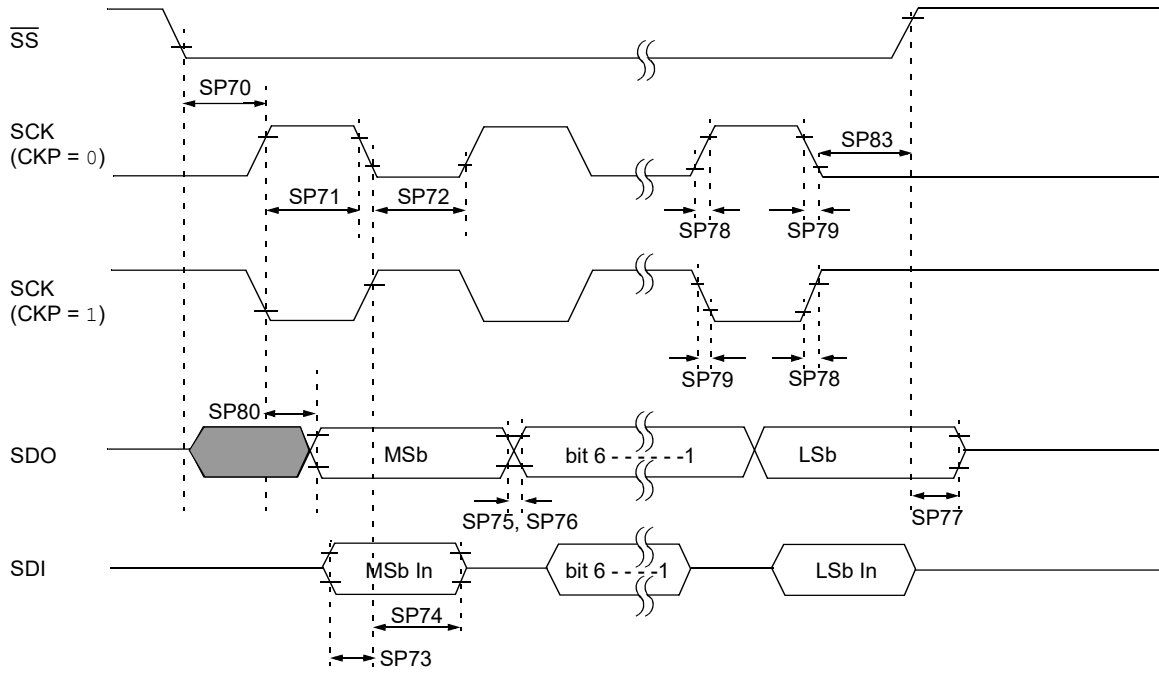 SS
SP70
SCK
(CKP = 0)
SP83
SP71
SP72
SP78
SP79
SCK
(CKP = 1)
SP79
SP78
SP80
SDO
MSb
bit 6 - - - - - -1
LSb
SP75, SP76
SP77
SDI
MSb In
bit 6 - - - -1
LSb In
SP74
SP73